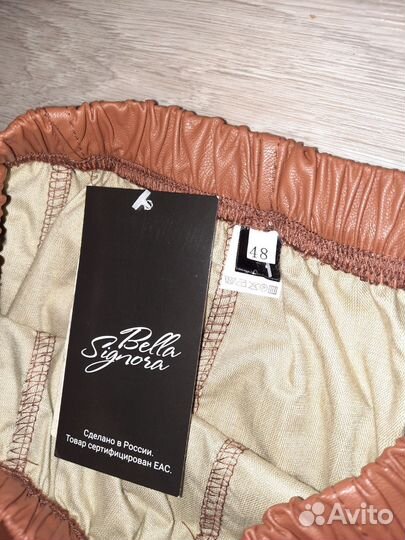 48
Bella
Signora
Сделано в России.
Товар сертифицирован ЕАС.
Avito